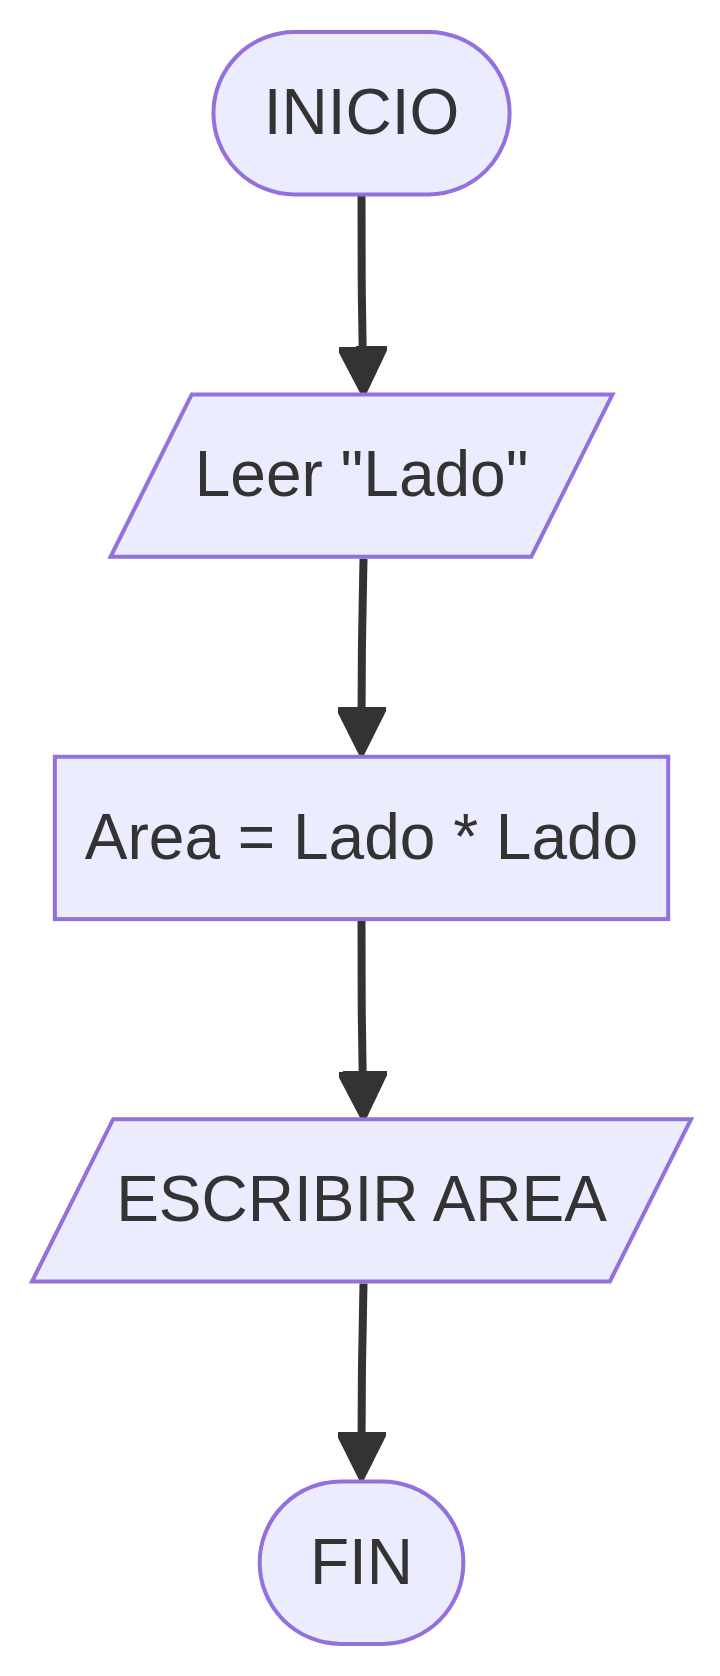 INICIO
Leer "Lado"
Area = Lado * Lado
ESCRIBIR AREA
FIN